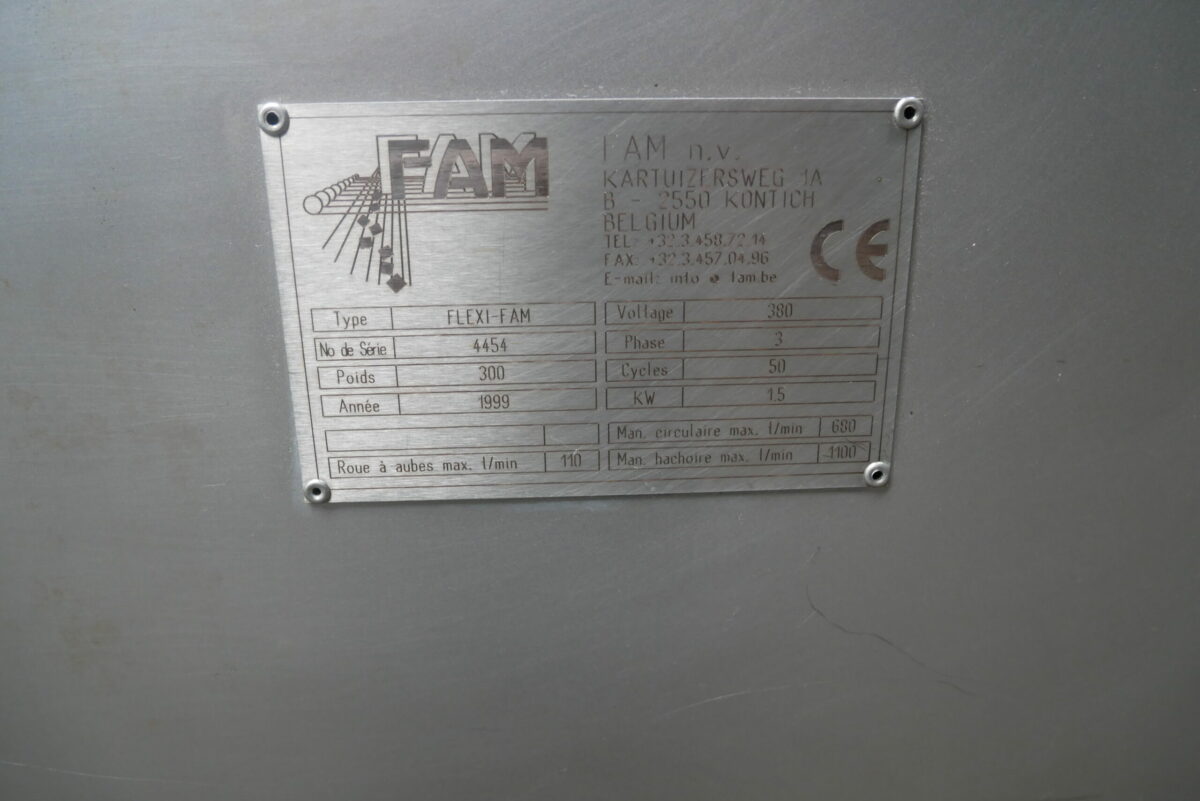 FAM
FAM n.v.
KARTUIZERSWEG 1A
B - 2550 KONTICH
BELGIUM
TEL: +32.3.458.72.14
FAX: +32.3.457.04.96
E-mail: info @ fam.be
CE
Type FLEXI-FAM
No de Série 4454
Poids 300
Année 1999
Roue à aubes max. t/min 110
Voltage 380
Phase 3
Cycles 50
KW 1.5
Man. circulaire max. t/min 680
Man. hachoire max. t/min 1100